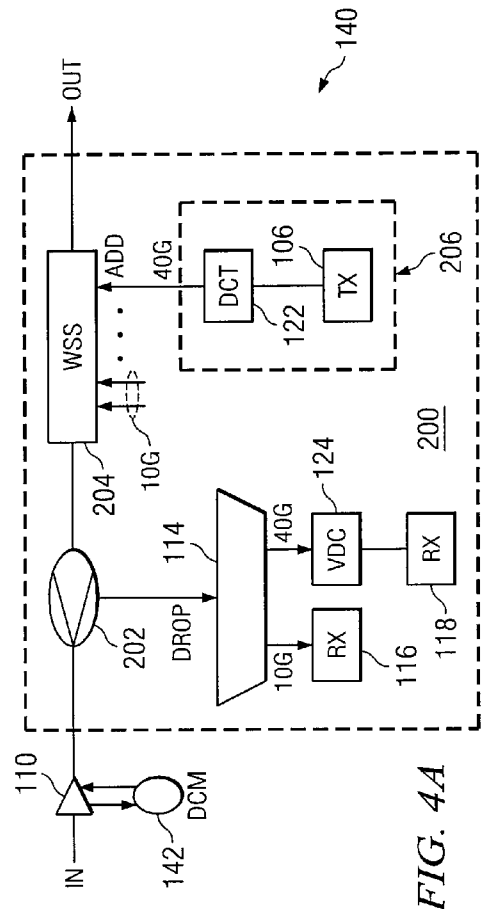 140
OUT
ADD
WSS
204
10G
40G
DCT
122
106
TX
206
200
202
DROP
114
10G
40G
RX
116
VDC
124
RX
118
IN
110
142
DCM
FIG. 4A